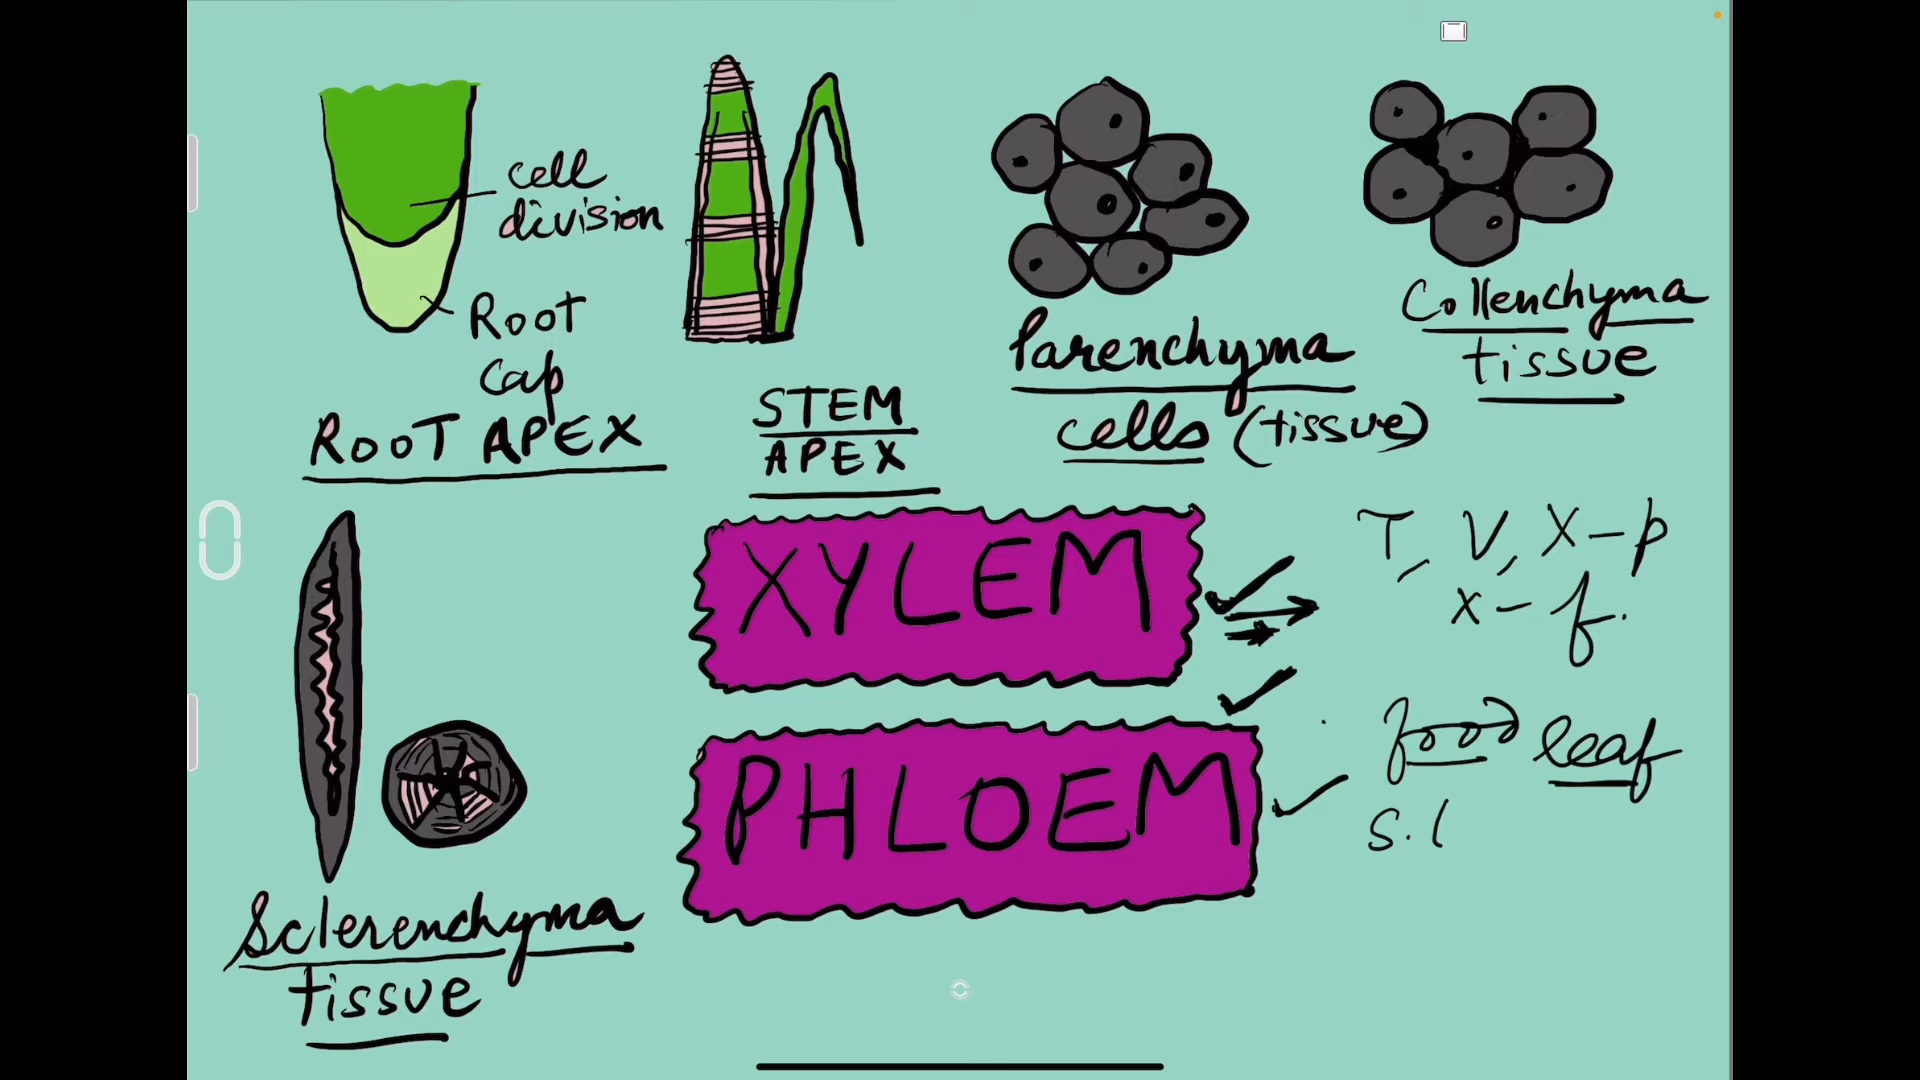 cell
division
Root
cap
ROOT APEX
STEM
APEX
Parenchyma
cells (tissue)
Collenchyma
tissue
Sclerenchyma
tissue
XYLEM
T, V, X-p
x-f.
PHLOEM
food leaf
S.